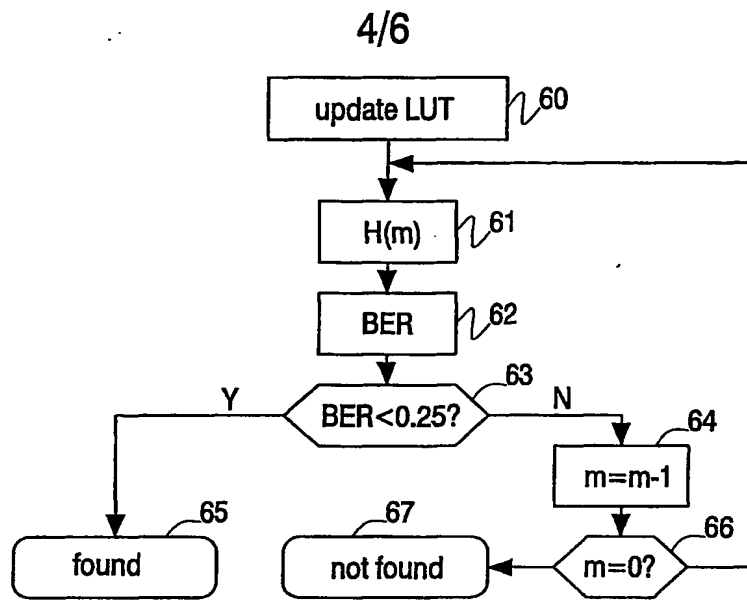 4/6
update LUT
60
H(m)
61
BER
62
63
Y
BER<0.25?
N
64
m=m-1
65
found
67
not found
66
m=0?